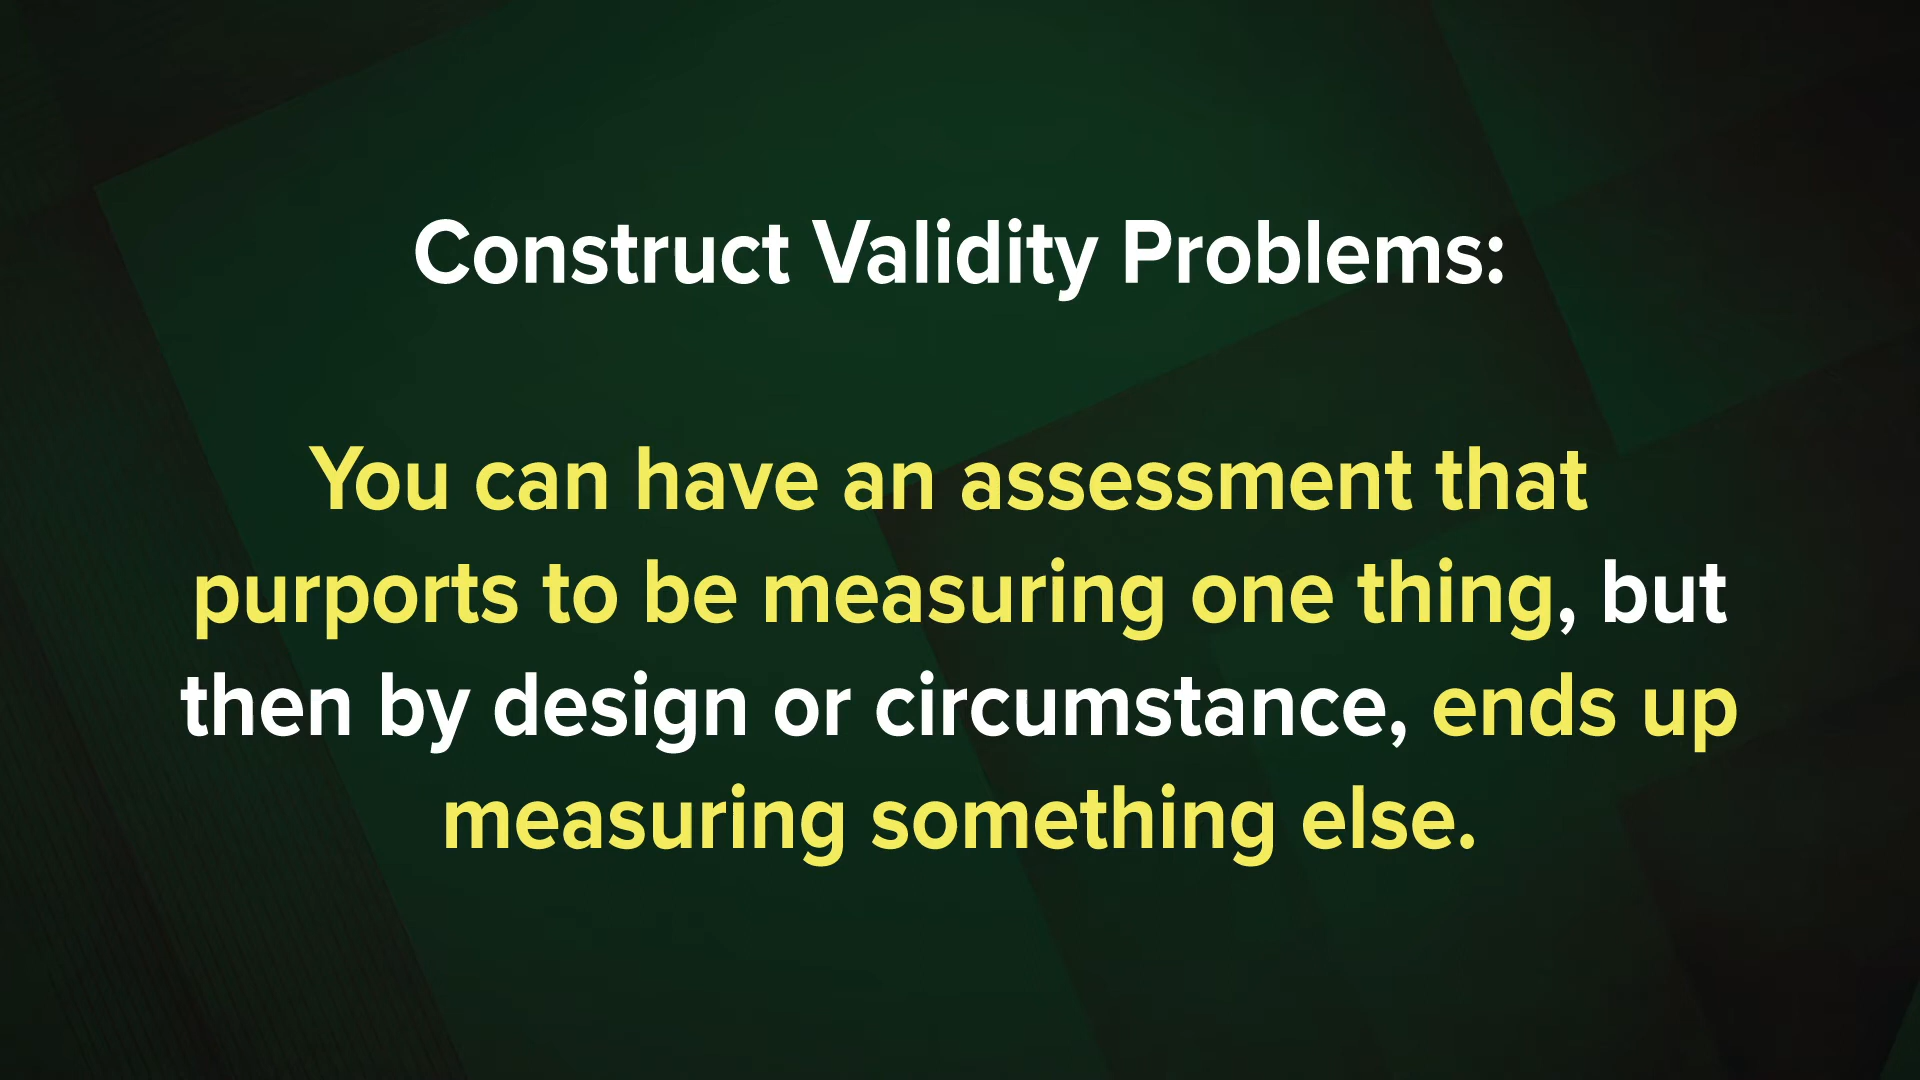 Construct Validity Problems:
You can have an assessment that
purports to be measuring one thing, but
then by design or circumstance, ends up
measuring something else.